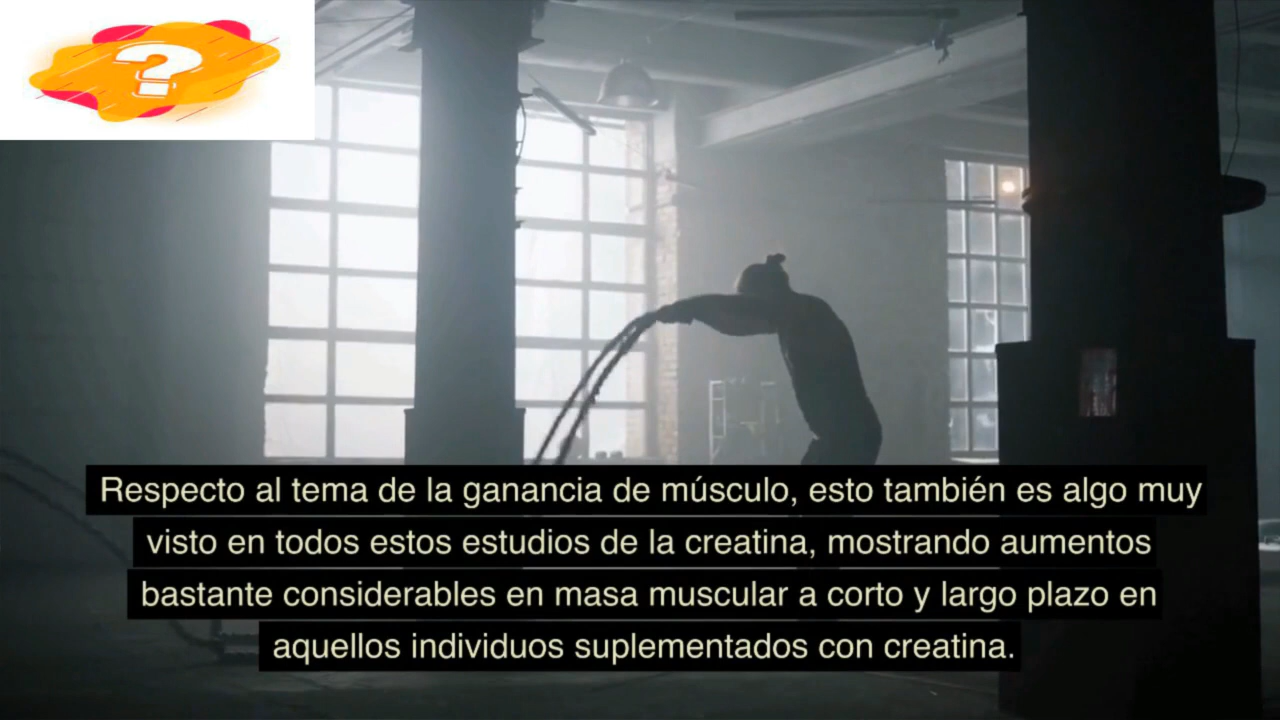 ?
Respecto al tema de la ganancia de músculo, esto también es algo muy
visto en todos estos estudios de la creatina, mostrando aumentos
bastante considerables en masa muscular a corto y largo plazo en
aquellos individuos suplementados con creatina.